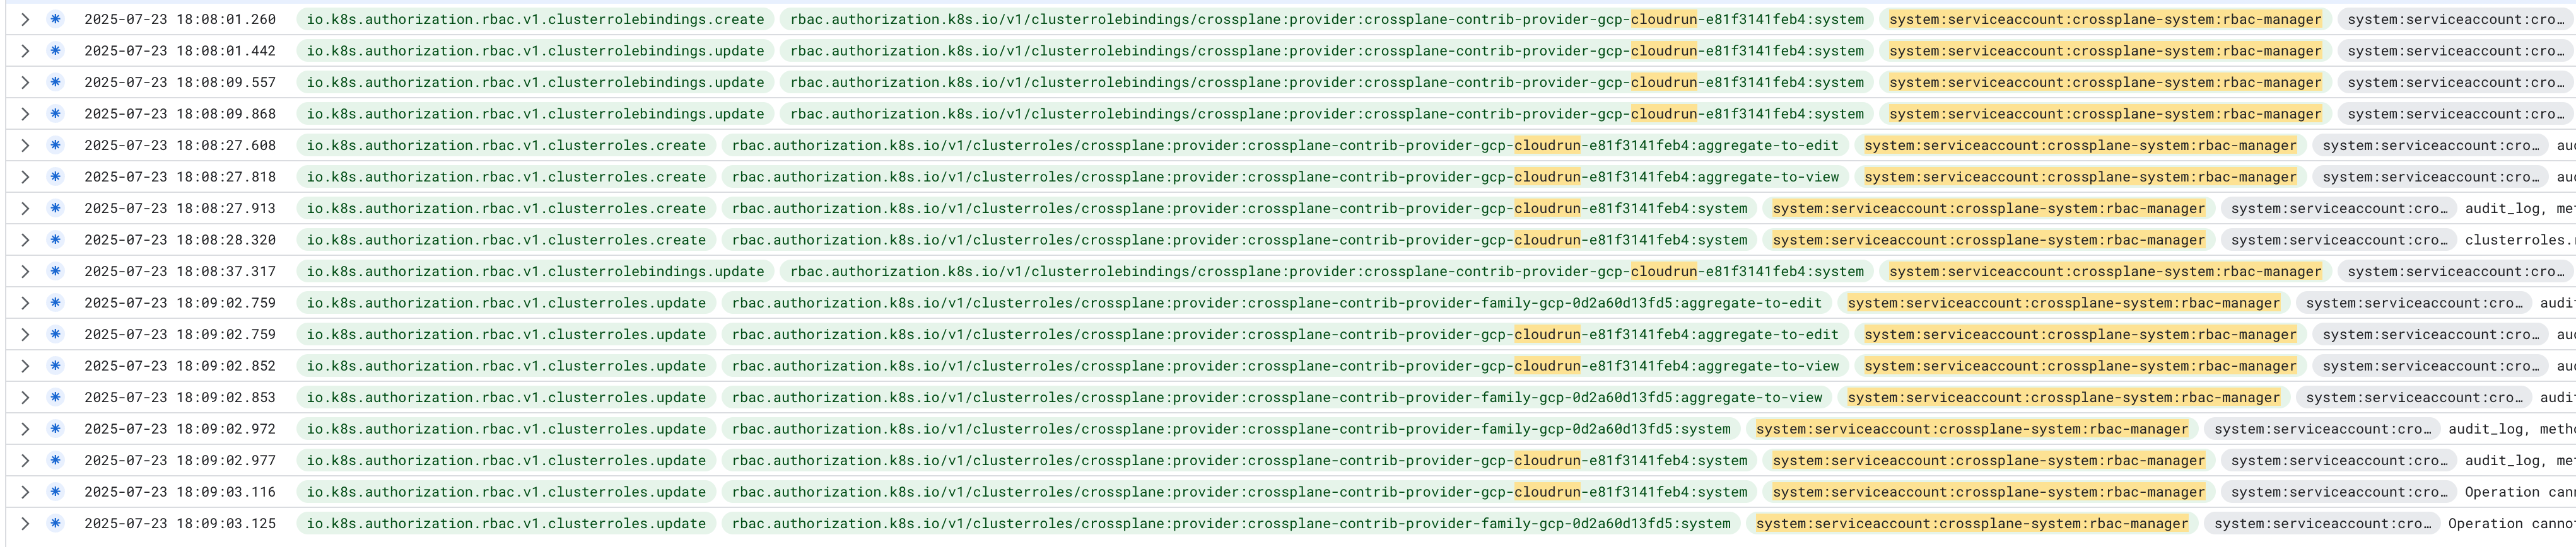 2025-07-23 18:08:01.260 io.k8s.authorization.rbac.v1.clusterrolebindings.create rbac.authorization.k8s.io/v1/clusterrolebindings/crossplane:provider:crossplane-contrib-provider-gcp-cloudrun-e81f3141feb4:system system:serviceaccount:crossplane-system:rbac-manager system:serviceaccount:cro…
2025-07-23 18:08:01.442 io.k8s.authorization.rbac.v1.clusterrolebindings.update rbac.authorization.k8s.io/v1/clusterrolebindings/crossplane:provider:crossplane-contrib-provider-gcp-cloudrun-e81f3141feb4:system system:serviceaccount:crossplane-system:rbac-manager system:serviceaccount:cro…
2025-07-23 18:08:09.557 io.k8s.authorization.rbac.v1.clusterrolebindings.update rbac.authorization.k8s.io/v1/clusterrolebindings/crossplane:provider:crossplane-contrib-provider-gcp-cloudrun-e81f3141feb4:system system:serviceaccount:crossplane-system:rbac-manager system:serviceaccount:cro…
2025-07-23 18:08:09.868 io.k8s.authorization.rbac.v1.clusterrolebindings.update rbac.authorization.k8s.io/v1/clusterrolebindings/crossplane:provider:crossplane-contrib-provider-gcp-cloudrun-e81f3141feb4:system system:serviceaccount:crossplane-system:rbac-manager system:serviceaccount:cro…
2025-07-23 18:08:27.608 io.k8s.authorization.rbac.v1.clusterroles.create rbac.authorization.k8s.io/v1/clusterroles/crossplane:provider:crossplane-contrib-provider-gcp-cloudrun-e81f3141feb4:aggregate-to-edit system:serviceaccount:crossplane-system:rbac-manager system:serviceaccount:cro… au
2025-07-23 18:08:27.818 io.k8s.authorization.rbac.v1.clusterroles.create rbac.authorization.k8s.io/v1/clusterroles/crossplane:provider:crossplane-contrib-provider-gcp-cloudrun-e81f3141feb4:aggregate-to-view system:serviceaccount:crossplane-system:rbac-manager system:serviceaccount:cro… au
2025-07-23 18:08:27.913 io.k8s.authorization.rbac.v1.clusterroles.create rbac.authorization.k8s.io/v1/clusterroles/crossplane:provider:crossplane-contrib-provider-gcp-cloudrun-e81f3141feb4:system system:serviceaccount:crossplane-system:rbac-manager system:serviceaccount:cro… audit_log, me
2025-07-23 18:08:28.320 io.k8s.authorization.rbac.v1.clusterroles.create rbac.authorization.k8s.io/v1/clusterroles/crossplane:provider:crossplane-contrib-provider-gcp-cloudrun-e81f3141feb4:system system:serviceaccount:crossplane-system:rbac-manager system:serviceaccount:cro… clusterroles.
2025-07-23 18:08:37.317 io.k8s.authorization.rbac.v1.clusterrolebindings.update rbac.authorization.k8s.io/v1/clusterrolebindings/crossplane:provider:crossplane-contrib-provider-gcp-cloudrun-e81f3141feb4:system system:serviceaccount:crossplane-system:rbac-manager system:serviceaccount:cro…
2025-07-23 18:09:02.759 io.k8s.authorization.rbac.v1.clusterroles.update rbac.authorization.k8s.io/v1/clusterroles/crossplane:provider:crossplane-contrib-provider-family-gcp-0d2a60d13fd5:aggregate-to-edit system:serviceaccount:crossplane-system:rbac-manager system:serviceaccount:cro… audi
2025-07-23 18:09:02.759 io.k8s.authorization.rbac.v1.clusterroles.update rbac.authorization.k8s.io/v1/clusterroles/crossplane:provider:crossplane-contrib-provider-gcp-cloudrun-e81f3141feb4:aggregate-to-edit system:serviceaccount:crossplane-system:rbac-manager system:serviceaccount:cro… au
2025-07-23 18:09:02.852 io.k8s.authorization.rbac.v1.clusterroles.update rbac.authorization.k8s.io/v1/clusterroles/crossplane:provider:crossplane-contrib-provider-gcp-cloudrun-e81f3141feb4:aggregate-to-view system:serviceaccount:crossplane-system:rbac-manager system:serviceaccount:cro… au
2025-07-23 18:09:02.853 io.k8s.authorization.rbac.v1.clusterroles.update rbac.authorization.k8s.io/v1/clusterroles/crossplane:provider:crossplane-contrib-provider-family-gcp-0d2a60d13fd5:aggregate-to-view system:serviceaccount:crossplane-system:rbac-manager system:serviceaccount:cro… audi
2025-07-23 18:09:02.972 io.k8s.authorization.rbac.v1.clusterroles.update rbac.authorization.k8s.io/v1/clusterroles/crossplane:provider:crossplane-contrib-provider-family-gcp-0d2a60d13fd5:system system:serviceaccount:crossplane-system:rbac-manager system:serviceaccount:cro… audit_log, meth
2025-07-23 18:09:02.977 io.k8s.authorization.rbac.v1.clusterroles.update rbac.authorization.k8s.io/v1/clusterroles/crossplane:provider:crossplane-contrib-provider-gcp-cloudrun-e81f3141feb4:system system:serviceaccount:crossplane-system:rbac-manager system:serviceaccount:cro… audit_log, me
2025-07-23 18:09:03.116 io.k8s.authorization.rbac.v1.clusterroles.update rbac.authorization.k8s.io/v1/clusterroles/crossplane:provider:crossplane-contrib-provider-gcp-cloudrun-e81f3141feb4:system system:serviceaccount:crossplane-system:rbac-manager system:serviceaccount:cro… Operation can
2025-07-23 18:09:03.125 io.k8s.authorization.rbac.v1.clusterroles.update rbac.authorization.k8s.io/v1/clusterroles/crossplane:provider:crossplane-contrib-provider-family-gcp-0d2a60d13fd5:system system:serviceaccount:crossplane-system:rbac-manager system:serviceaccount:cro… Operation canno